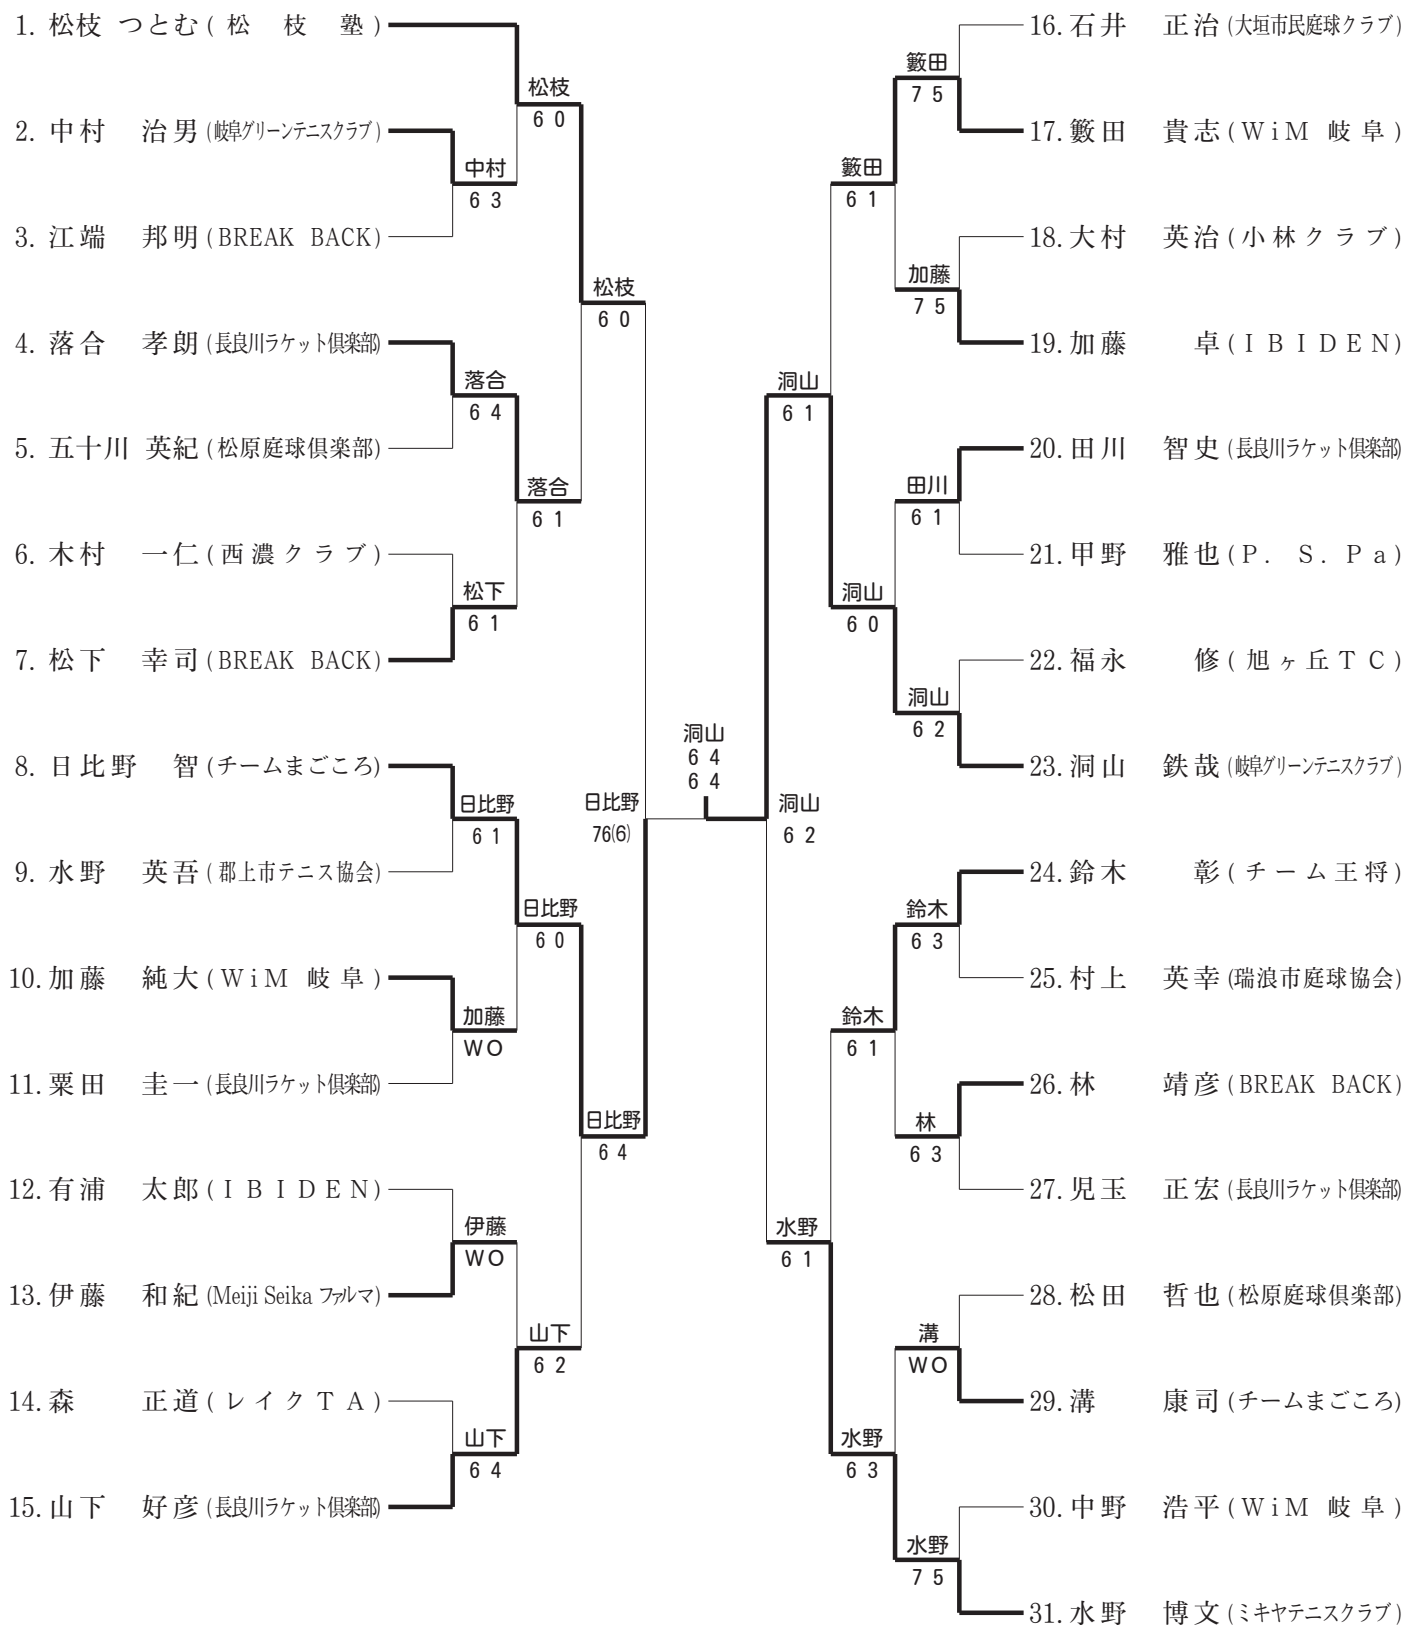 1. 松枝 つとむ (松枝塾)
2. 中村 治男 (岐阜グリーンテニスクラブ)
3. 江端 邦明 (BREAK BACK)
4. 落合 孝朗 (長良川ラケット倶楽部)
5. 五十川 英紀 (松原庭球倶楽部)
6. 木村 一仁 (西濃クラブ)
7. 松下 幸司 (BREAK BACK)
8. 日比野 智 (チームまごころ)
9. 水野 英吾 (郡上市テニス協会)
10. 加藤 純大 (WiM 岐阜)
11. 粟田 圭一 (長良川ラケット倶楽部)
12. 有浦 太郎 (IBIDEN)
13. 伊藤 和紀 (Meiji Seika ファルマ)
14. 森 正道 (レイクTA)
15. 山下 好彦 (長良川ラケット倶楽部)
中村
6 3
落合
6 4
松下
6 1
日比野
6 1
加藤
WO
伊藤
WO
山下
6 4
松枝
6 0
落合
6 1
日比野
6 0
山下
6 2
松枝
6 0
日比野
6 4
日比野
76(6)
洞山
6 4
6 4
洞山
6 2
洞山
6 1
水野
6 1
籔田
6 1
洞山
6 0
鈴木
6 1
水野
6 3
籔田
7 5
加藤
7 5
田川
6 1
洞山
6 2
鈴木
6 3
林
6 3
溝
WO
水野
7 5
16. 石井 正治 (大垣市民庭球クラブ)
17. 籔田 貴志 (WiM 岐阜)
18. 大村 英治 (小林クラブ)
19. 加藤 卓 (IBIDEN)
20. 田川 智史 (長良川ラケット倶楽部)
21. 甲野 雅也 (P. S. Pa)
22. 福永 修 (旭ヶ丘TC)
23. 洞山 鉄哉 (岐阜グリーンテニスクラブ)
24. 鈴木 彰 (チーム王将)
25. 村上 英幸 (瑞浪市庭球協会)
26. 林 靖彦 (BREAK BACK)
27. 児玉 正宏 (長良川ラケット倶楽部)
28. 松田 哲也 (松原庭球倶楽部)
29. 溝 康司 (チームまごころ)
30. 中野 浩平 (WiM 岐阜)
31. 水野 博文 (ミキヤテニスクラブ)